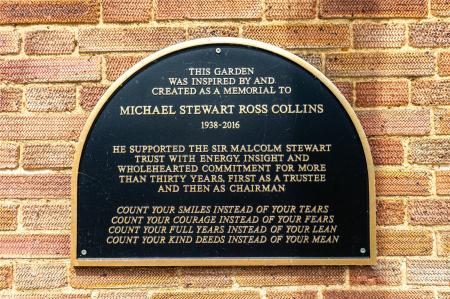 THIS GARDEN
WAS INSPIRED BY AND
CREATED AS A MEMORIAL TO
MICHAEL STEWART ROSS COLLINS
1938-2016
HE SUPPORTED THE SIR MALCOLM STEWART
TRUST WITH ENERGY, INSIGHT AND
WHOLEHEARTED COMMITMENT FOR MORE
THAN THIRTY YEARS, FIRST AS A TRUSTEE
AND THEN AS CHAIRMAN
COUNT YOUR SMILES INSTEAD OF YOUR TEARS
COUNT YOUR COURAGE INSTEAD OF YOUR FEARS
COUNT YOUR FULL YEARS INSTEAD OF YOUR LEAN
COUNT YOUR KIND DEEDS INSTEAD OF YOUR MEAN